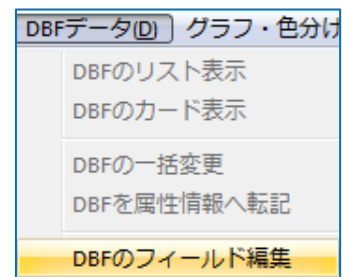 DBFデータ(D) グラフ・色分け
DBFのリスト表示
DBFのカード表示
DBFの一括変更
DBFを属性情報へ転記
DBFのフィールド編集